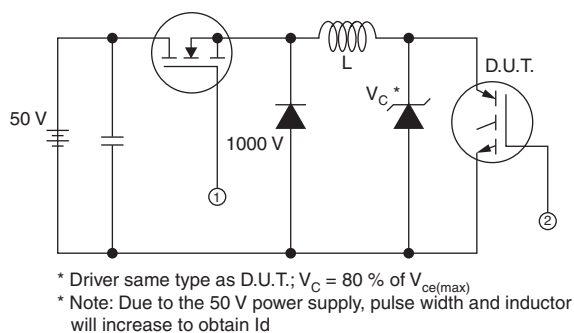 D.U.T.
L
V_C *
50 V
1000 V
①
②
* Driver same type as D.U.T.; V_C = 80 % of V_ce(max)
* Note: Due to the 50 V power supply, pulse width and inductor
will increase to obtain Id